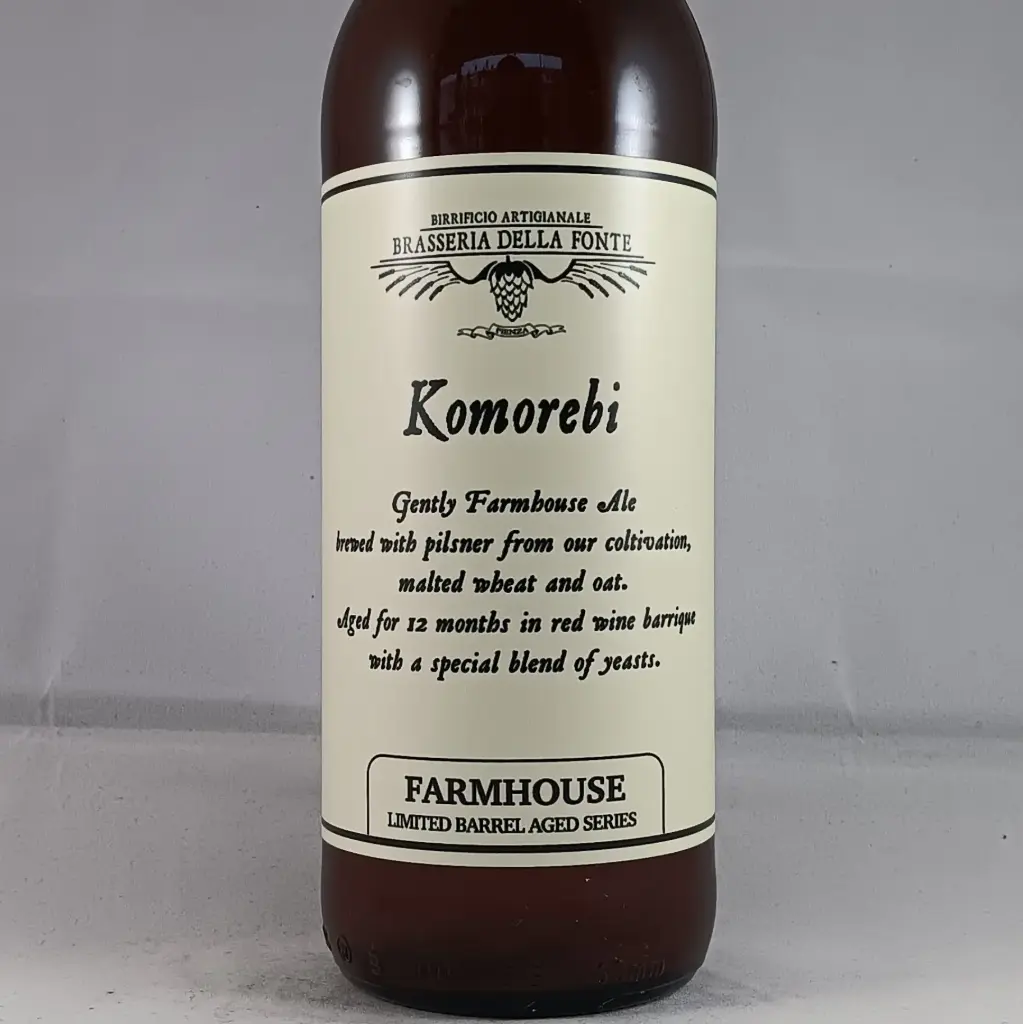 BIRRIFICIO ARTIGIANALE
BRASSERIA DELLA FONTE
PIENZA
Komorebi
Gently Farmhouse Ale
brewed with pilsner from our coltivation,
malted wheat and oat.
Aged for 12 months in red wine barrique
with a special blend of yeasts.
FARMHOUSE
LIMITED BARREL AGED SERIES